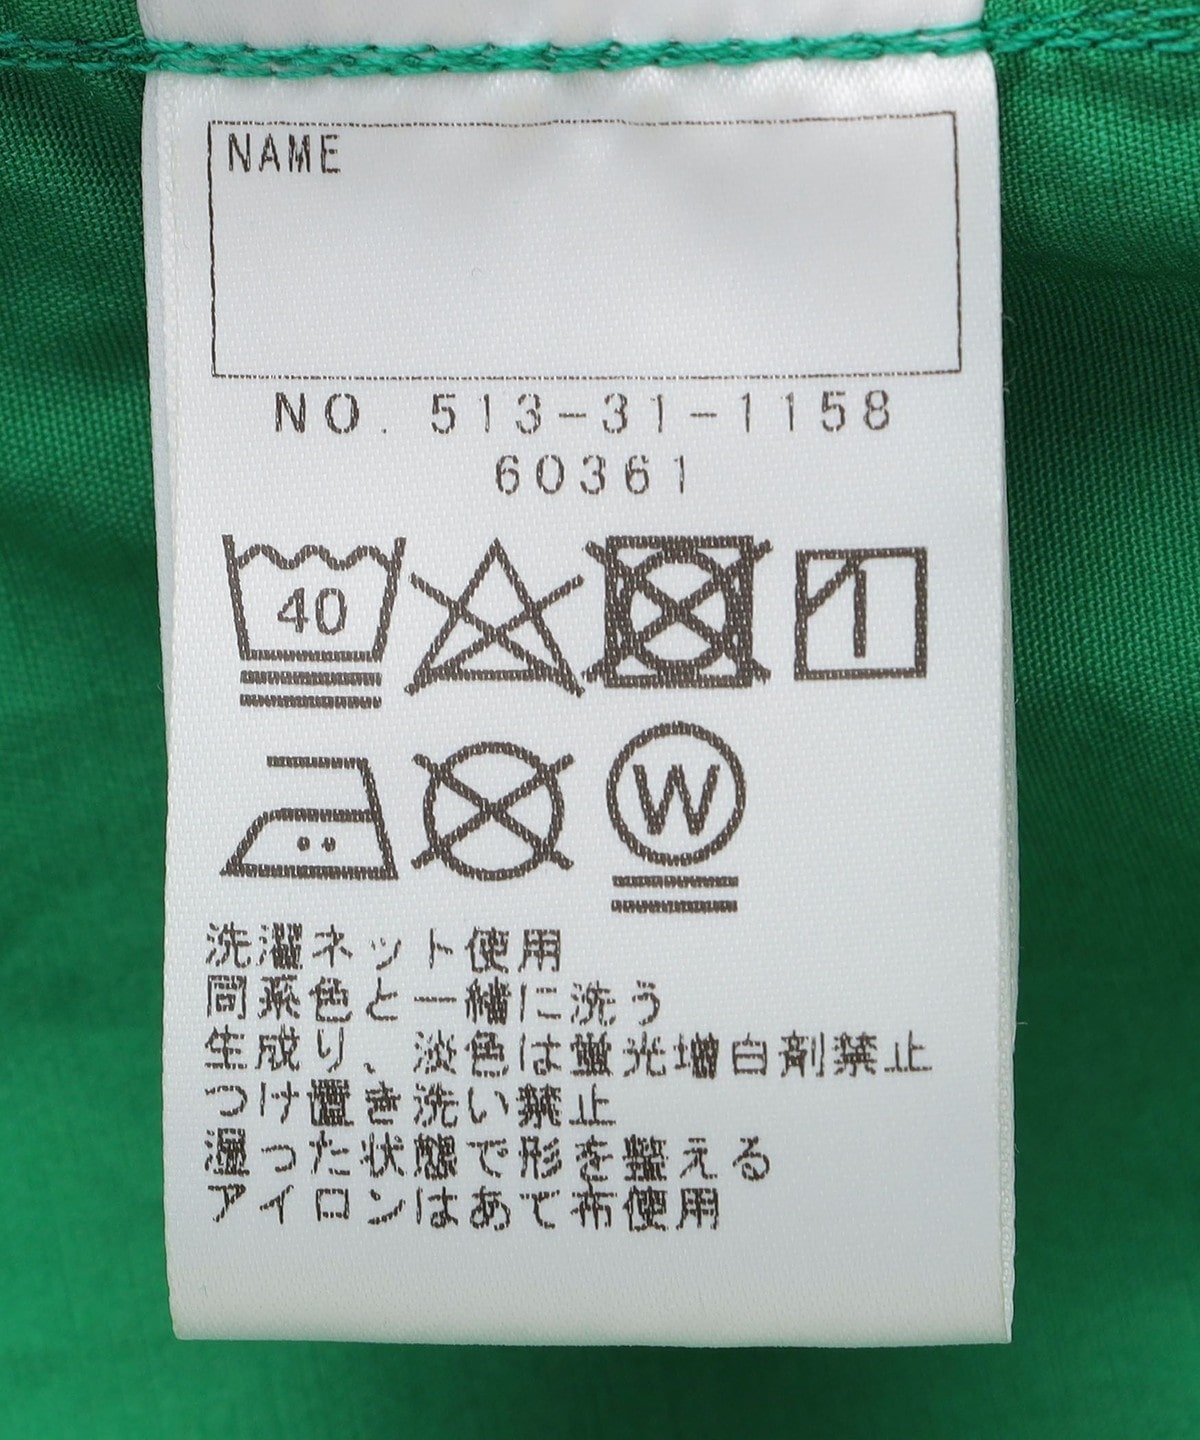 NAME
NO. 513-31-1158
60361
40
W
洗濯ネット使用
同系色と一緒に洗う
生成り、淡色は蛍光増白剤禁止
つけ置き洗い禁止
湿った状態で形を整える
アイロンはあて布使用